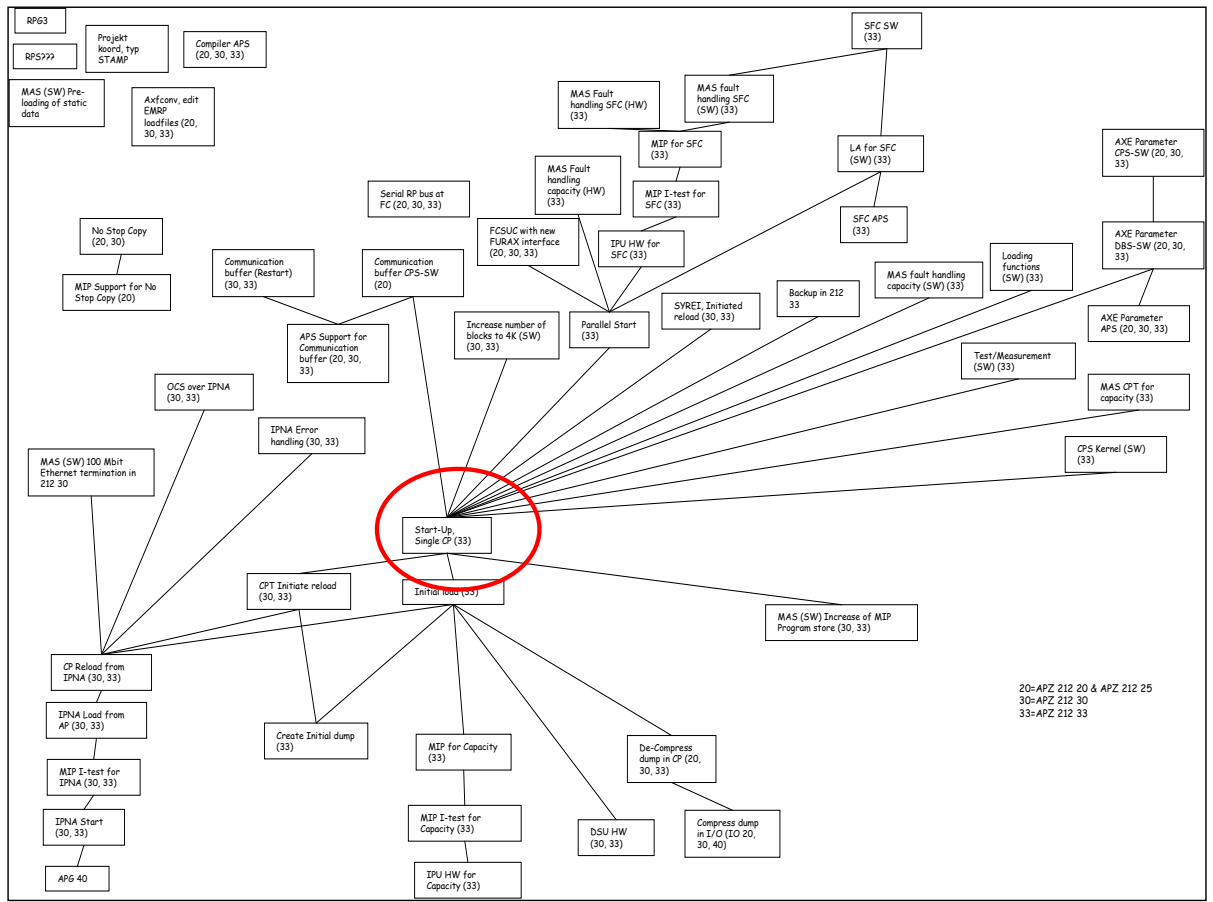 RPG3
RPS???
Projekt
koord, typ
STAMP
Compiler APS
(20, 30, 33)
MAS (SW) Pre-
loading of static
data
Axfconv, edit
EMRP
loadfiles (20,
30, 33)
SFC SW
(33)
MAS Fault
handling SFC (HW)
(33)
MAS fault
handling SFC
(SW) (33)
MIP for SFC
(33)
LA for SFC
(SW) (33)
AXE Parameter
CPS-SW (20, 30,
33)
MAS Fault
handling
capacity (HW)
(33)
Serial RP bus at
FC (20, 30, 33)
MIP I-test for
SFC (33)
SFC APS
(33)
No Stop Copy
(20, 30)
FCSUC with new
FURAX interface
(20, 30, 33)
IPU HW for
SFC (33)
AXE Parameter
DBS-SW (20, 30,
33)
MIP Support for No
Stop Copy (20)
Communication
buffer (Restart)
(30, 33)
Communication
buffer CPS-SW
(20)
Loading
functions
(SW) (33)
MAS fault handling
capacity (SW) (33)
Backup in 212
33
SYREI, Initiated
reload (30, 33)
AXE Parameter
APS (20, 30, 33)
APS Support for
Communication
buffer (20, 30,
33)
Increase number of
blocks to 4K (SW)
(30, 33)
Parallel Start
(33)
Test/Measurement
(SW) (33)
OCS over IPNA
(30, 33)
MAS CPT for
capacity (33)
IPNA Error
handling (30, 33)
MAS (SW) 100 Mbit
Ethernet termination in
212 30
CPS Kernel (SW)
(33)
Start-Up,
Single CP (33)
CPT Initiate reload
(30, 33)
Initial load (33)
MAS (SW) Increase of MIP
Program store (30, 33)
CP Reload from
IPNA (30, 33)
20=APZ 212 20 & APZ 212 25
30=APZ 212 30
33=APZ 212 33
IPNA Load from
AP (30, 33)
Create Initial dump
(33)
MIP for Capacity
(33)
De-Compress
dump in CP (20,
30, 33)
MIP I-test for
IPNA (30, 33)
IPNA Start
(30, 33)
MIP I-test for
Capacity (33)
DSU HW
(30, 33)
Compress dump
in I/O (IO 20,
30, 40)
APG 40
IPU HW for
Capacity (33)